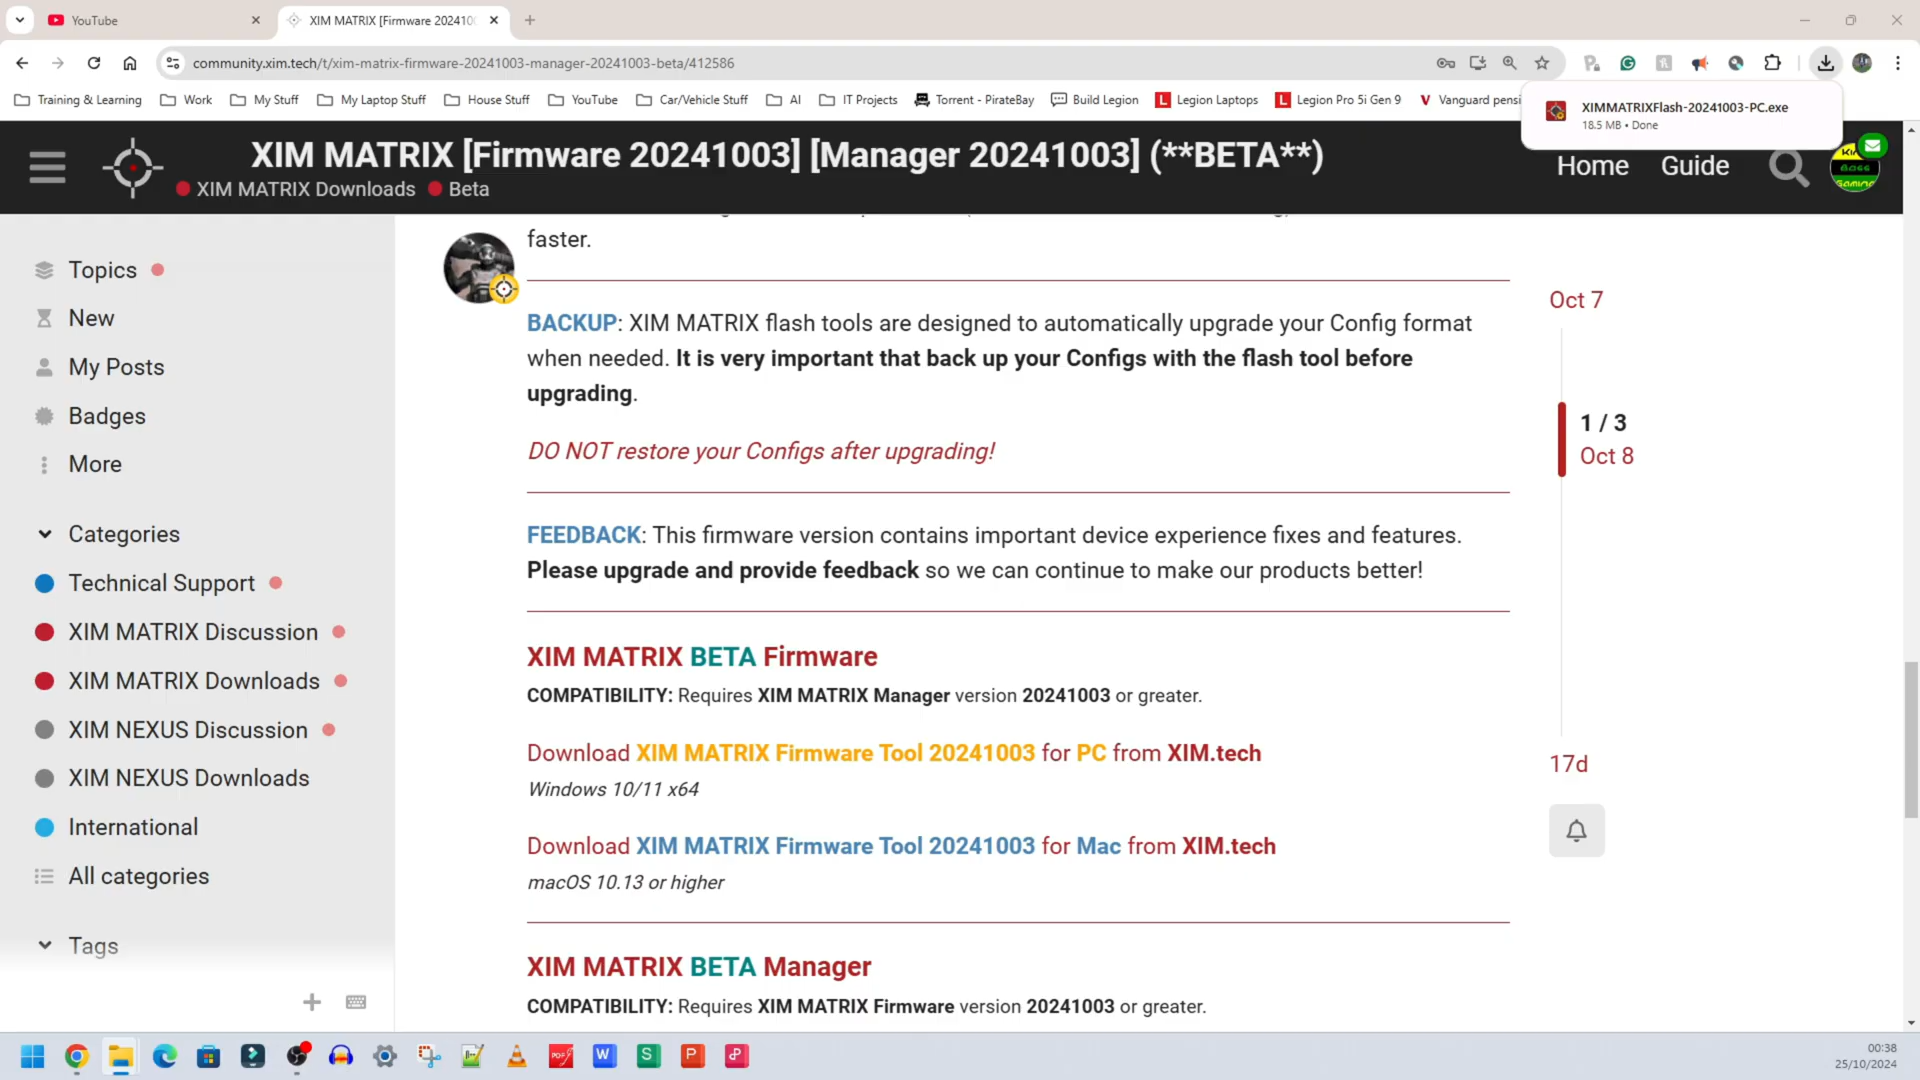 YouTube
XIM MATRIX [Firmware 20241003
community.xim.tech/t/xim-matrix-firmware-20241003-manager-20241003-beta/412586
Training & Learning
Work
My Stuff
My Laptop Stuff
House Stuff
YouTube
Car/Vehicle Stuff
AI
IT Projects
Torrent - PirateBay
Build Legion
Legion Laptops
Legion Pro 5i Gen 9
Vanguard pensi
XIMMATRIXFlash-20241003-PC.exe
18.5 MB • Done
XIM MATRIX [Firmware 20241003] [Manager 20241003] (**BETA**)
XIM MATRIX Downloads
Beta
Home
Guide
Topics
New
My Posts
Badges
More
Categories
Technical Support
XIM MATRIX Discussion
XIM MATRIX Downloads
XIM NEXUS Discussion
XIM NEXUS Downloads
International
All categories
Tags
faster.
BACKUP: XIM MATRIX flash tools are designed to automatically upgrade your Config format
when needed. It is very important that back up your Configs with the flash tool before
upgrading.
DO NOT restore your Configs after upgrading!
FEEDBACK: This firmware version contains important device experience fixes and features.
Please upgrade and provide feedback so we can continue to make our products better!
XIM MATRIX BETA Firmware
COMPATIBILITY: Requires XIM MATRIX Manager version 20241003 or greater.
Download XIM MATRIX Firmware Tool 20241003 for PC from XIM.tech
Windows 10/11 x64
Download XIM MATRIX Firmware Tool 20241003 for Mac from XIM.tech
macOS 10.13 or higher
XIM MATRIX BETA Manager
COMPATIBILITY: Requires XIM MATRIX Firmware version 20241003 or greater.
Oct 7
1 / 3
Oct 8
17d
00:38
25/10/2024